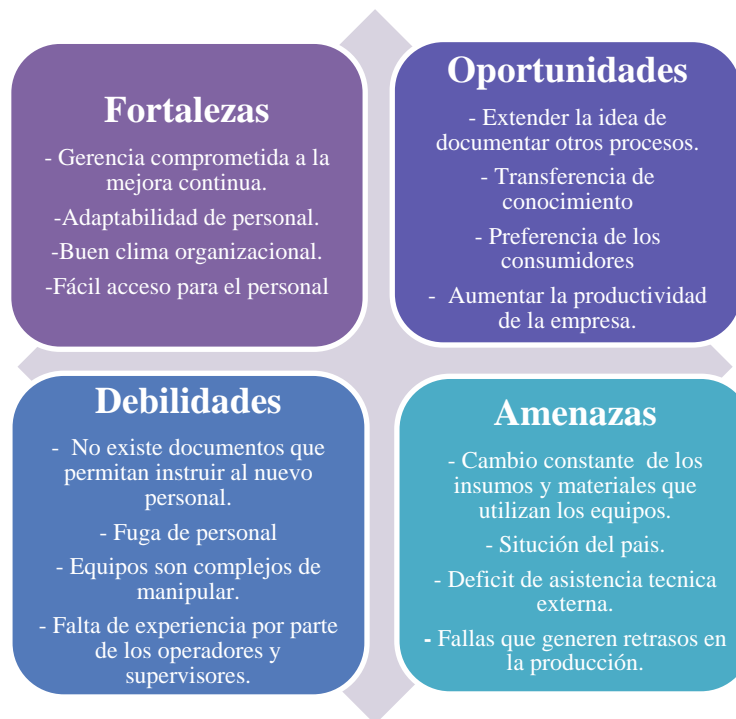 Fortalezas
- Gerencia comprometida a la
mejora continua.
-Adaptabilidad de personal.
-Buen clima organizacional.
-Fácil acceso para el personal
Oportunidades
- Extender la idea de
documentar otros procesos.
- Transferencia de
conocimiento
- Preferencia de los
consumidores
- Aumentar la productividad
de la empresa.
Debilidades
- No existe documentos que
permitan instruir al nuevo
personal.
- Fuga de personal
- Equipos son complejos de
manipular.
- Falta de experiencia por parte
de los operadores y
supervisores.
Amenazas
- Cambio constante de los
insumos y materiales que
utilizan los equipos.
- Situción del pais.
- Deficit de asistencia tecnica
externa.
- Fallas que generen retrasos en
la producción.